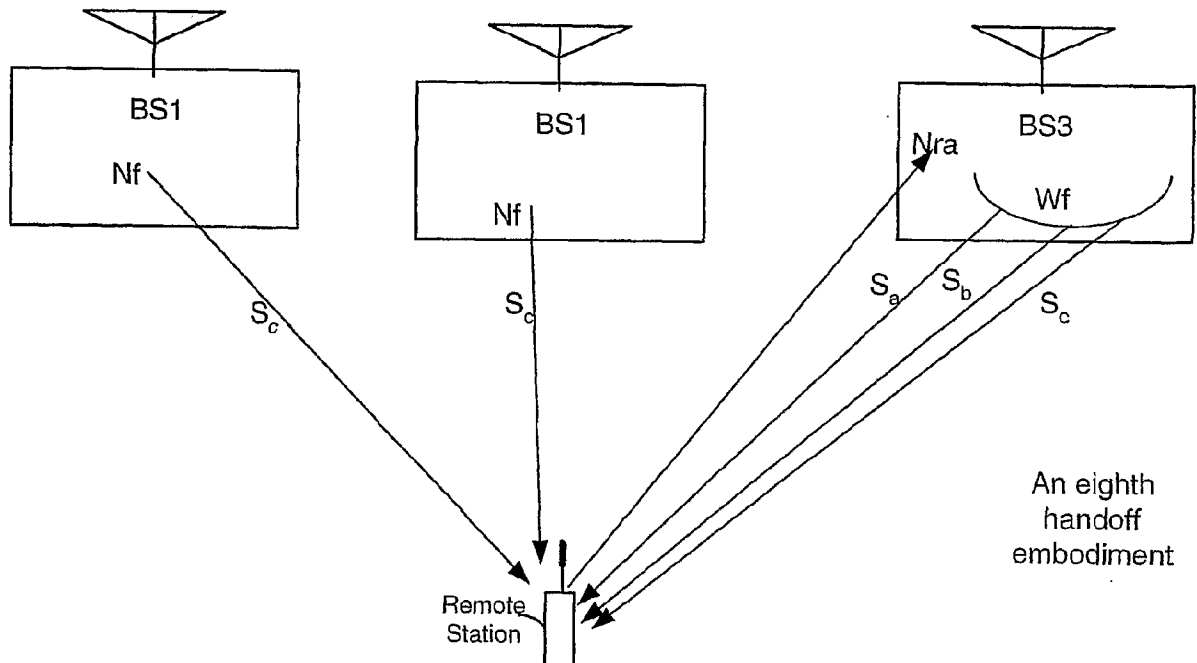 BS1
Nf
BS1
Nf
BS3
Nra
Wf
Sc
Sc
Sa
Sb
Sc
An eighth
handoff
embodiment
Remote
Station